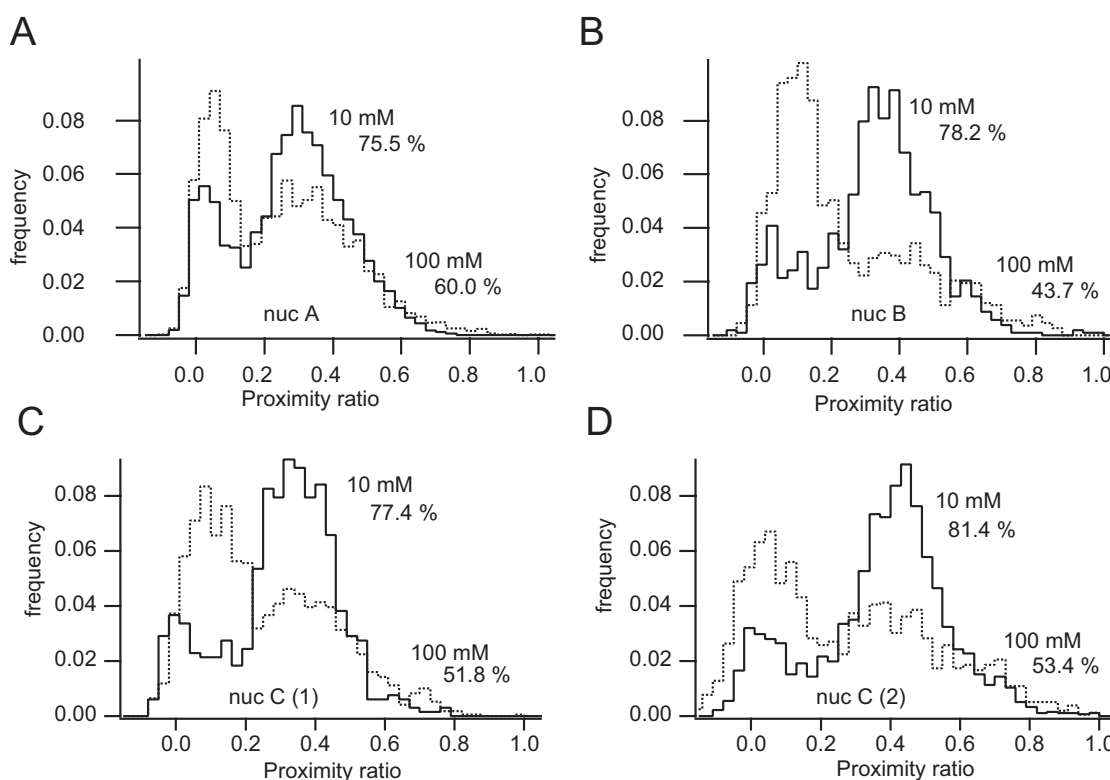 A
frequency
0.08
0.06
0.04
0.02
0.00
10 mM
75.5 %
100 mM
60.0 %
nuc A
0.0 0.2 0.4 0.6 0.8 1.0
Proximity ratio
B
frequency
0.08
0.06
0.04
0.02
0.00
10 mM
78.2 %
100 mM
43.7 %
nuc B
0.0 0.2 0.4 0.6 0.8 1.0
Proximity ratio
C
frequency
0.08
0.06
0.04
0.02
0.00
10 mM
77.4 %
100 mM
51.8 %
nuc C (1)
0.0 0.2 0.4 0.6 0.8 1.0
Proximity ratio
D
frequency
0.08
0.06
0.04
0.02
0.00
10 mM
81.4 %
100 mM
53.4 %
nuc C (2)
0.0 0.2 0.4 0.6 0.8 1.0
Proximity ratio